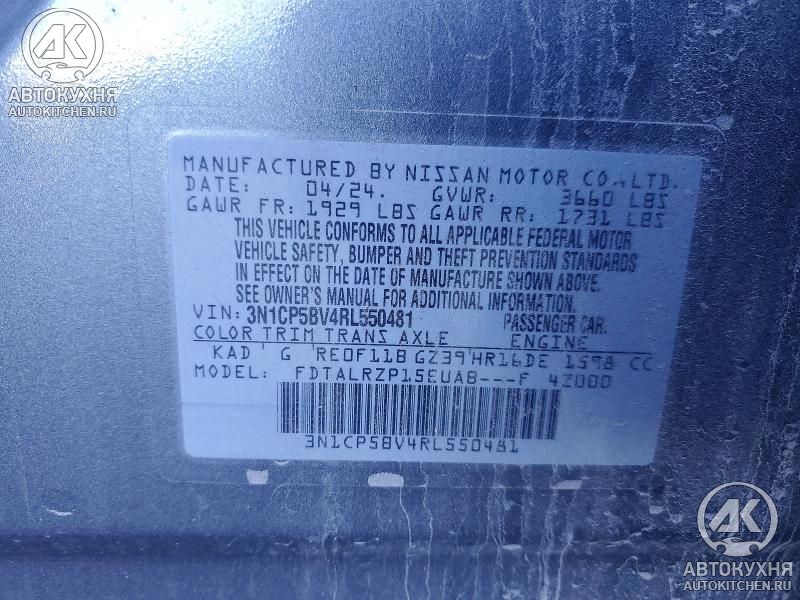 AK
АВТОКУХНЯ
AUTOKITCHEN.RU
MANUFACTURED BY NISSAN MOTOR CO.,LTD.
DATE: 04/24. GVWR: 3660 LBS
GAWR FR: 1929 LBS GAWR RR: 1731 LBS
THIS VEHICLE CONFORMS TO ALL APPLICABLE FEDERAL MOTOR
VEHICLE SAFETY, BUMPER AND THEFT PREVENTION STANDARDS
IN EFFECT ON THE DATE OF MANUFACTURE SHOWN ABOVE.
SEE OWNER'S MANUAL FOR ADDITIONAL INFORMATION.
VIN: 3N1CP5BV4RL550481 PASSENGER CAR.
COLOR TRIM TRANS AXLE ENGINE
KAD G RE0F11B GZ39 HR16DE 1598 CC
MODEL: FDTALRZP15EUAB---F 4Z000
3N1CP5BV4RL550481
AK
АВТОКУХНЯ
AUTOKITCHEN.RU